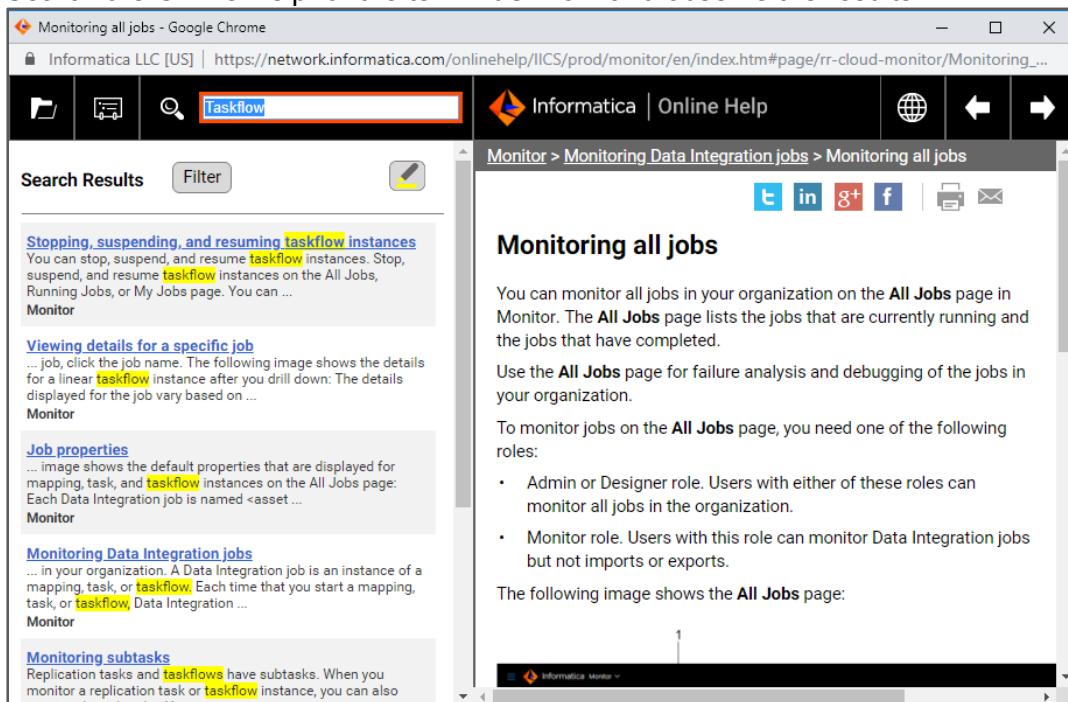 Monitoring all jobs - Google Chrome
Informatica LLC [US] | https://network.informatica.com/onlinehelp/IICS/prod/monitor/en/index.htm#page/rr-cloud-monitor/Monitoring_...
Taskflow
Informatica | Online Help
Search Results
Filter
Stopping, suspending, and resuming taskflow instances
You can stop, suspend, and resume taskflow instances. Stop,
suspend, and resume taskflow instances on the All Jobs,
Running Jobs, or My Jobs page. You can ...
Monitor
Viewing details for a specific job
... job, click the job name. The following image shows the details
for a linear taskflow instance after you drill down: The details
displayed for the job vary based on ...
Monitor
Job properties
... image shows the default properties that are displayed for
mapping, task, and taskflow instances on the All Jobs page:
Each Data Integration job is named <asset ...
Monitor
Monitoring Data Integration jobs
... in your organization. A Data Integration job is an instance of a
mapping, task, or taskflow. Each time that you start a mapping,
task, or taskflow, Data Integration ...
Monitor
Monitoring subtasks
Replication tasks and taskflows have subtasks. When you
monitor a replication task or taskflow instance, you can also
Monitor > Monitoring Data Integration jobs > Monitoring all jobs
t in g+ f
Monitoring all jobs
You can monitor all jobs in your organization on the All Jobs page in
Monitor. The All Jobs page lists the jobs that are currently running and
the jobs that have completed.
Use the All Jobs page for failure analysis and debugging of the jobs in
your organization.
To monitor jobs on the All Jobs page, you need one of the following
roles:
• Admin or Designer role. Users with either of these roles can
monitor all jobs in the organization.
• Monitor role. Users with this role can monitor Data Integration jobs
but not imports or exports.
The following image shows the All Jobs page:
1
Informatica Monitor